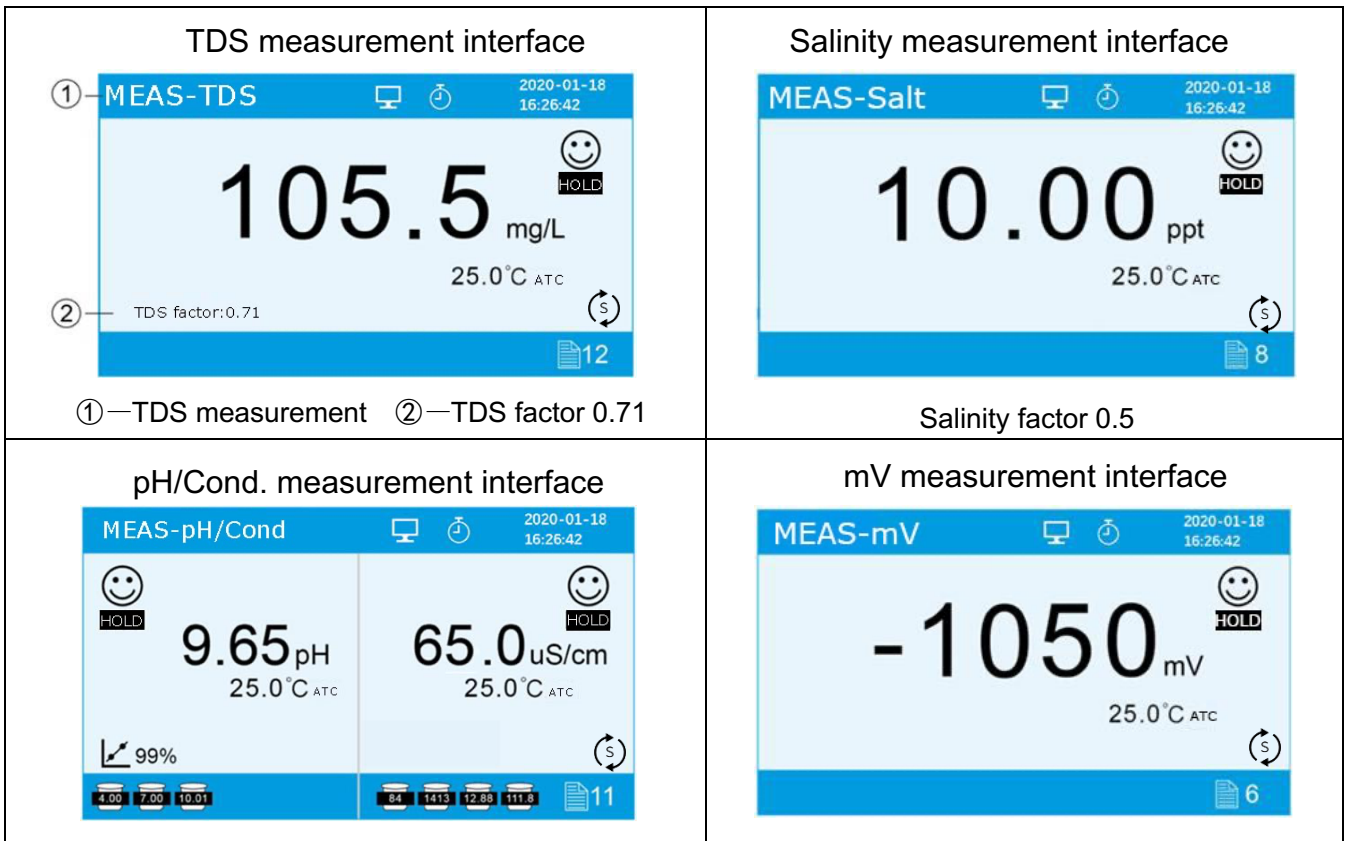 TDS measurement interface
① MEAS-TDS 2020-01-18
16:26:42
HOLD
105.5 mg/L
25.0°C ATC
② TDS factor:0.71
S
12
①—TDS measurement ②—TDS factor 0.71
Salinity measurement interface
MEAS-Salt 2020-01-18
16:26:42
HOLD
10.00 ppt
25.0°C ATC
S
8
Salinity factor 0.5
pH/Cond. measurement interface
MEAS-pH/Cond 2020-01-18
16:26:42
HOLD HOLD
9.65 pH 65.0 uS/cm
25.0°C ATC 25.0°C ATC
99% S
4.00 7.00 10.01 84 1413 12.88 111.8 11
mV measurement interface
MEAS-mV 2020-01-18
16:26:42
HOLD
-1050 mV
25.0°C ATC
S
6